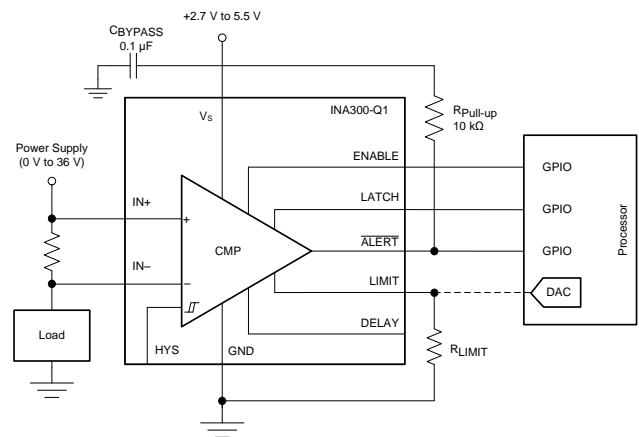 +2.7 V to 5.5 V
CBYPASS
0.1 µF
INA300-Q1
VS
RPull-up
10 kΩ
Power Supply
(0 V to 36 V)
ENABLE
GPIO
IN+
LATCH
GPIO
+
CMP
ALERT
GPIO
Processor
IN–
–
LIMIT
DAC
DELAY
Load
HYS
GND
RLIMIT